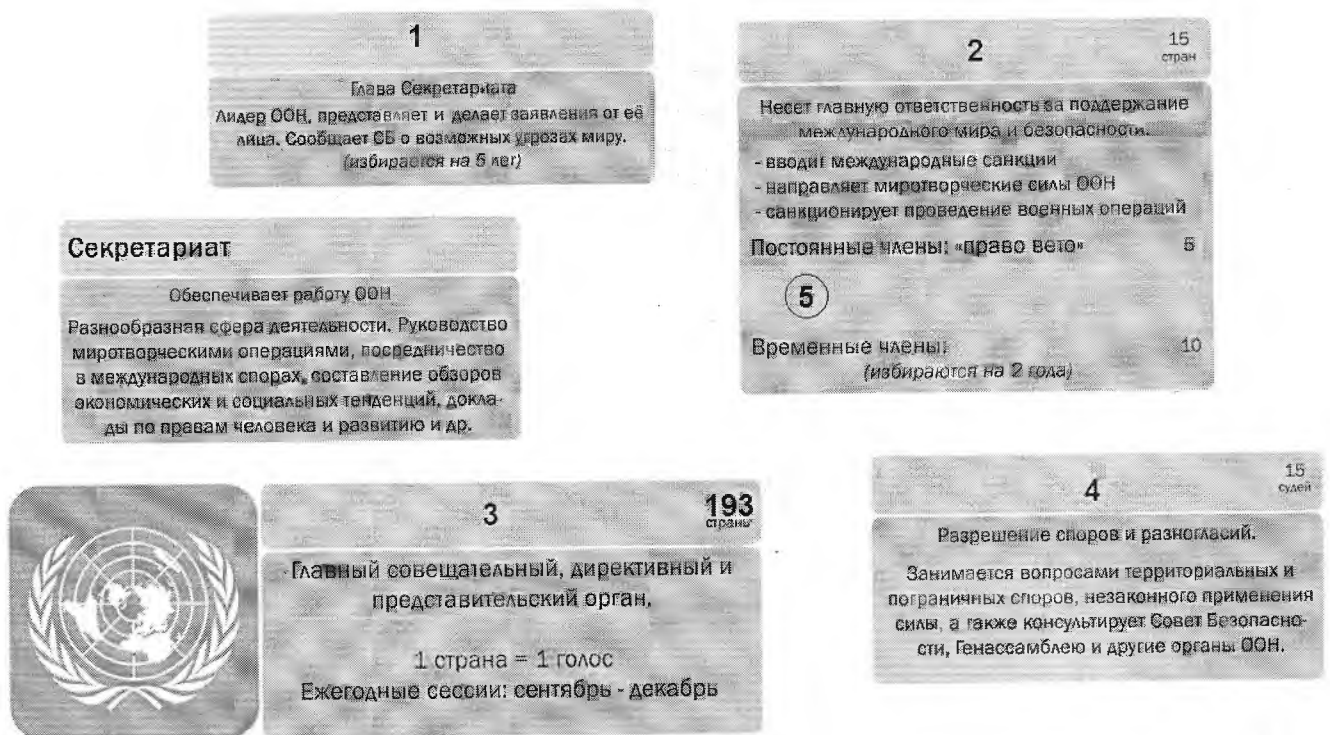 1
Глава Секретариата
Лидер ООН, представляет и делает заявления от её
лица. Сообщает СБ о возможных угрозах миру.
(избирается на 5 лет)
2
15
стран
Несет главную ответственность за поддержание
международного мира и безопасности.
- вводит международные санкции
- направляет миротворческие силы ООН
- санкционирует проведение военных операций
Постоянные члены: «право вето» 5
5
Временные члены: 10
(избираются на 2 года)
Секретариат
Обеспечивает работу ООН
Разнообразная сфера деятельности. Руководство
миротворческими операциями, посредничество
в международных спорах, составление обзоров
экономических и социальных тенденций, докла-
ды по правам человека и развитию и др.
3
193
страны
Главный совещательный, директивный и
представительский орган,
1 страна = 1 голос
Ежегодные сессии: сентябрь - декабрь
4
15
судей
Разрешение споров и разногласий.
Занимается вопросами территориальных и
пограничных споров, незаконного применения
силы, а также консультирует Совет Безопасно-
сти, Генассамблею и другие органы ООН.